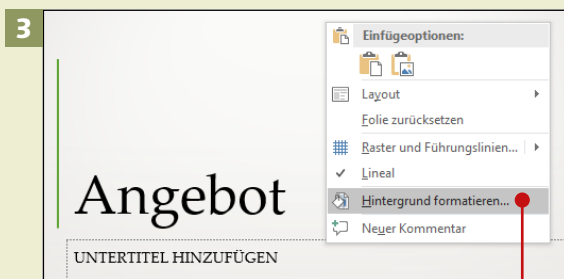 3
Einfügeoptionen:
Layout
Folie zurücksetzen
Raster und Führungslinien...
Lineal
Hintergrund formatieren...
Neuer Kommentar
Angebot
UNTERTITEL HINZUFÜGEN